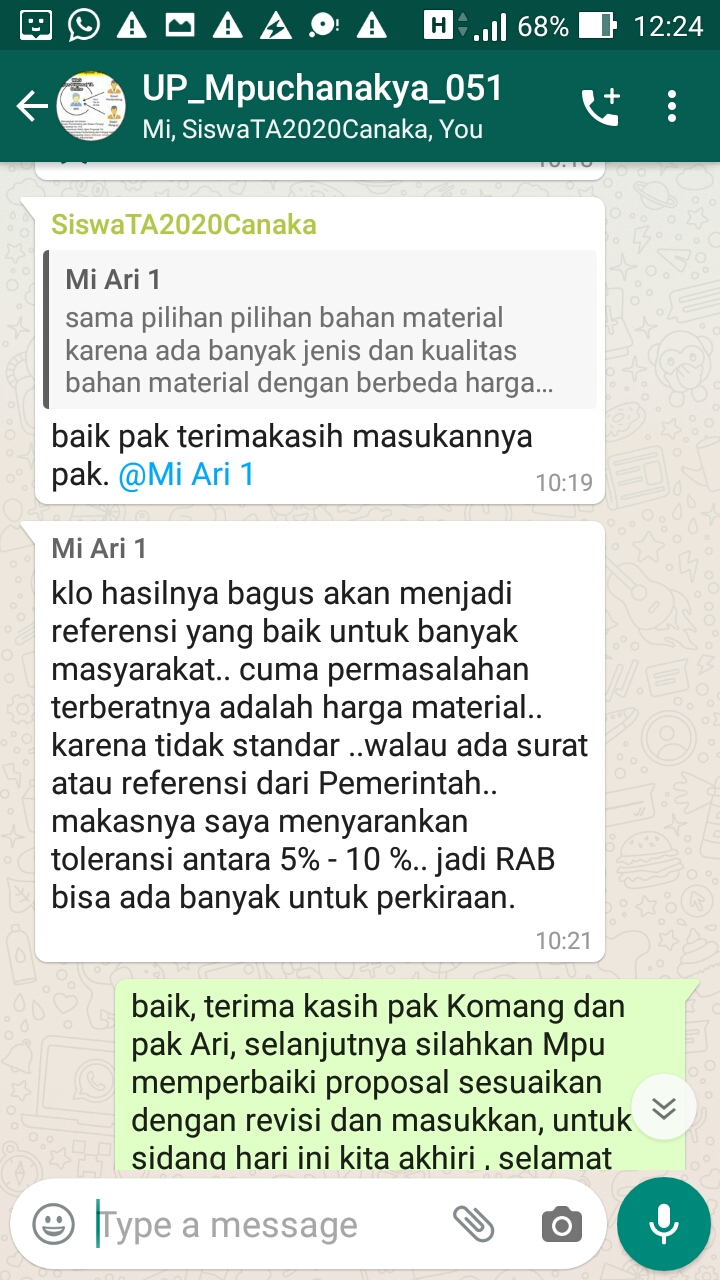 H 68% 12:24
UP_Mpuchanakya_051
Mi, SiswaTA2020Canaka, You
SiswaTA2020Canaka
Mi Ari 1
sama pilihan pilihan bahan material
karena ada banyak jenis dan kualitas
bahan material dengan berbeda harga...
baik pak terimakasih masukannya
pak. @Mi Ari 1
10:19
Mi Ari 1
klo hasilnya bagus akan menjadi
referensi yang baik untuk banyak
masyarakat.. cuma permasalahan
terberatnya adalah harga material..
karena tidak standar ..walau ada surat
atau referensi dari Pemerintah..
makasnya saya menyarankan
toleransi antara 5% - 10 %.. jadi RAB
bisa ada banyak untuk perkiraan.
10:21
baik, terima kasih pak Komang dan
pak Ari, selanjutnya silahkan Mpu
memperbaiki proposal sesuaikan
dengan revisi dan masukkan, untuk
sidang hari ini kita akhiri , selamat
Type a message